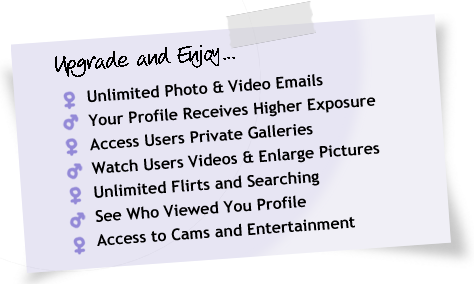 Upgrade and Enjoy...
Unlimited Photo & Video Emails
Your Profile Receives Higher Exposure
Access Users Private Galleries
Watch Users Videos & Enlarge Pictures
Unlimited Flirts and Searching
See Who Viewed You Profile
Access to Cams and Entertainment